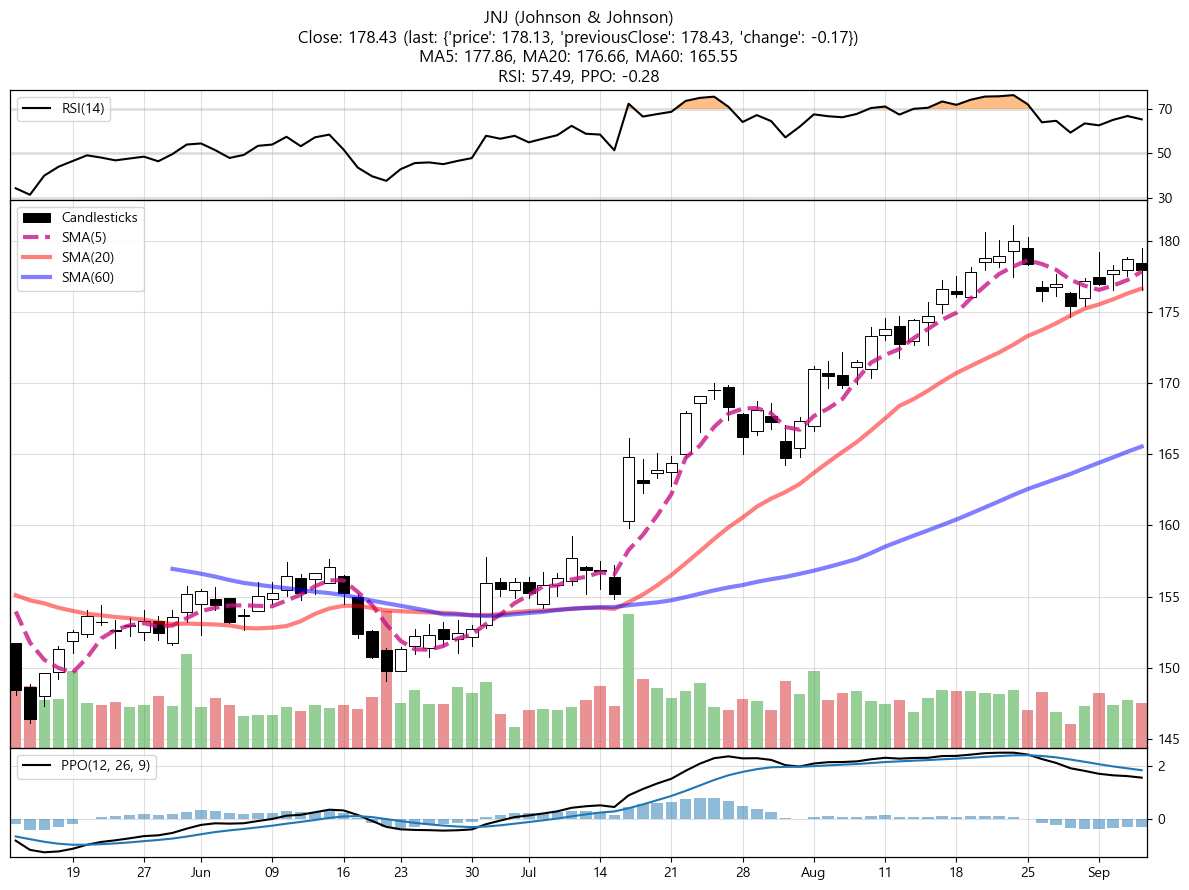 JNJ (Johnson & Johnson)
Close: 178.43 (last: {'price': 178.13, 'previousClose': 178.43, 'change': -0.17})
MA5: 177.86, MA20: 176.66, MA60: 165.55
RSI: 57.49, PPO: -0.28
RSI(14)
70
50
30
Candlesticks
SMA(5)
SMA(20)
SMA(60)
180
175
170
165
160
155
150
145
PPO(12, 26, 9)
2
0
19 27 Jun 09 16 23 30 Jul 14 21 28 Aug 11 18 25 Sep